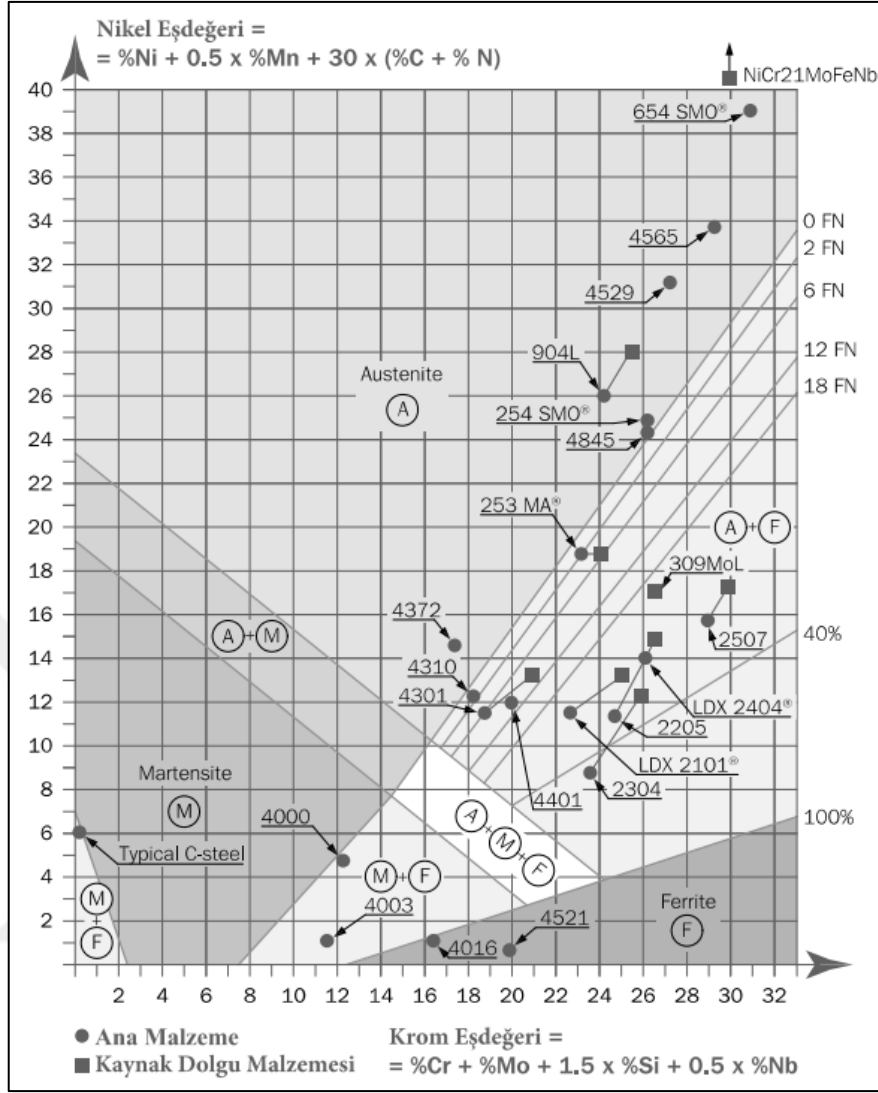 Nikel Eşdeğeri =
= %Ni + 0.5 x %Mn + 30 x (%C + % N)
NiCr21MoFeNb
40
654 SMO®
38
36
34
0 FN
4565
2 FN
32
4529
6 FN
30
28
904L
12 FN
Austenite
18 FN
26
A
254 SMO®
24
4845
22
20
253 MA®
A + F
18
309MoL
16
4372
A + M
40%
14
2507
4310
12
4301
LDX 2404®
2205
10
LDX 2101®
Martensite
2304
8
4401
M
4000
100%
6
A + M + F
Typical C-steel
4
M + F
M + F
Ferrite
4003
4521
F
2
4016
2 4 6 8 10 12 14 16 18 20 22 24 26 28 30 32
Ana Malzeme
Krom Eşdeğeri =
Kaynak Dolgu Malzemesi
= %Cr + %Mo + 1.5 x %Si + 0.5 x %Nb